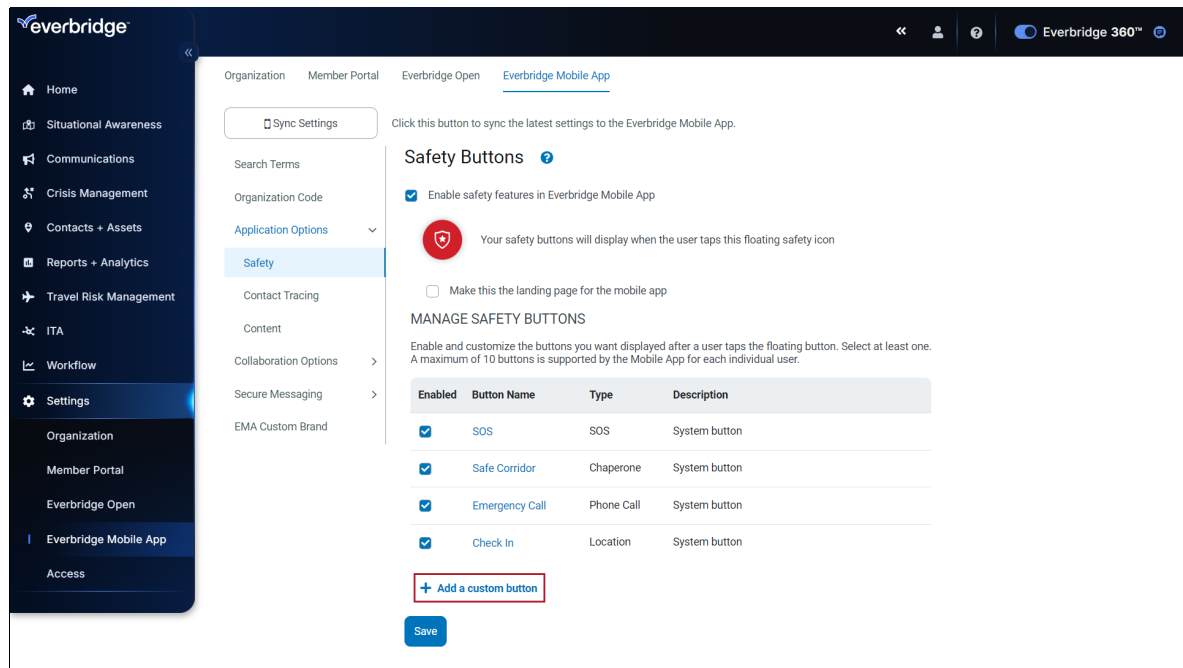 everbridge
Everbridge 360™
Home
Situational Awareness
Communications
Crisis Management
Contacts + Assets
Reports + Analytics
Travel Risk Management
ITA
Workflow
Settings
Organization
Member Portal
Everbridge Open
Everbridge Mobile App
Access
Organization Member Portal Everbridge Open Everbridge Mobile App
Sync Settings Click this button to sync the latest settings to the Everbridge Mobile App.
Search Terms
Organization Code
Application Options
Safety
Contact Tracing
Content
Collaboration Options
Secure Messaging
EMA Custom Brand
Safety Buttons
Enable safety features in Everbridge Mobile App
Your safety buttons will display when the user taps this floating safety icon
Make this the landing page for the mobile app
MANAGE SAFETY BUTTONS
Enable and customize the buttons you want displayed after a user taps the floating button. Select at least one.
A maximum of 10 buttons is supported by the Mobile App for each individual user.
Enabled Button Name Type Description
SOS SOS System button
Safe Corridor Chaperone System button
Emergency Call Phone Call System button
Check In Location System button
+ Add a custom button
Save